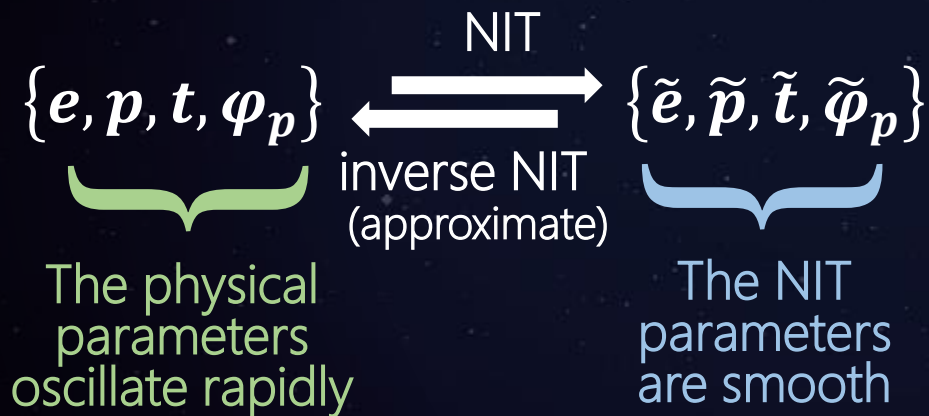 NIT
{e, p, t, φₚ} {ẽ, p̃, t̃, φ̃ₚ}
inverse NIT
(approximate)
The physical
parameters
oscillate rapidly
The NIT
parameters
are smooth